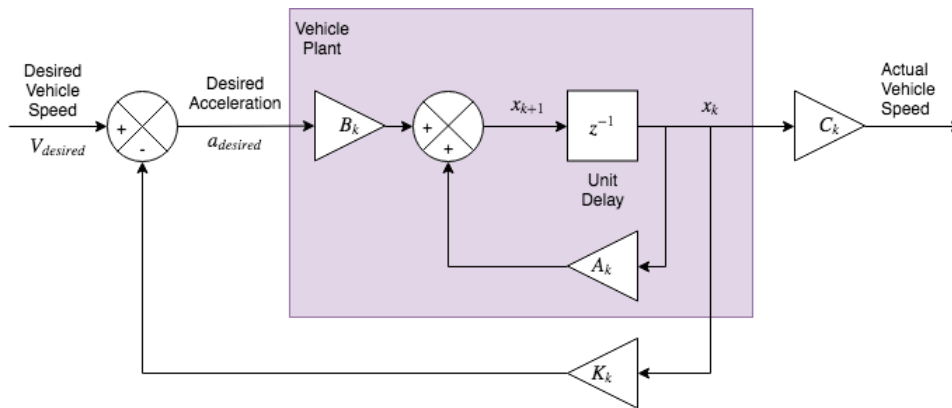 Vehicle
Plant
Desired
Vehicle
Speed
V_desired
+
-
Desired
Acceleration
a_desired
B_k
+
+
x_{k+1}
z^{-1}
Unit
Delay
x_k
C_k
Actual
Vehicle
Speed
A_k
K_k